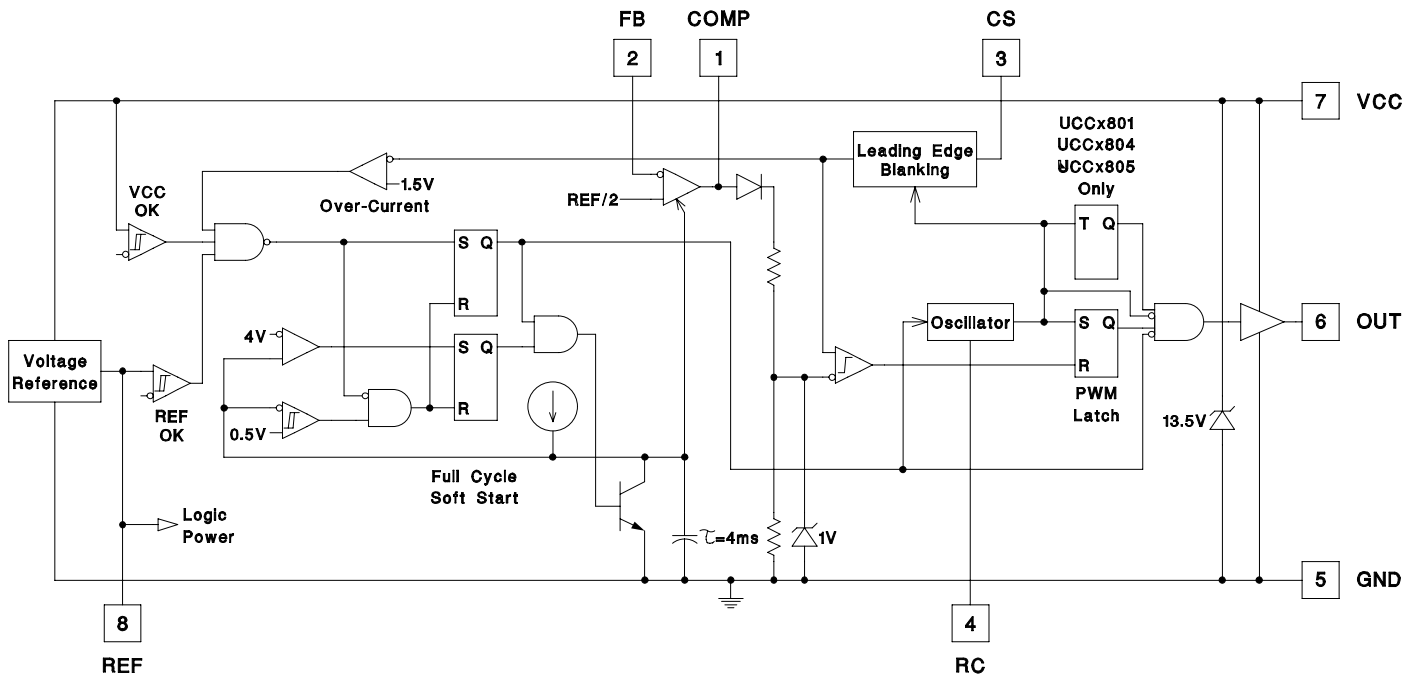 FB COMP CS
2 1 3
7 VCC
UCCx801
UCCx804
UCCx805
Only
Leading Edge
Blanking
1.5V
Over-Current
VCC
OK
REF/2
S Q
R
T Q
Oscillator
S Q
R
PWM
Latch
6 OUT
4V
S Q
R
Voltage
Reference
REF
OK
0.5V
13.5V
Full Cycle
Soft Start
Logic
Power
τ=4ms
1V
5 GND
8
REF
4
RC